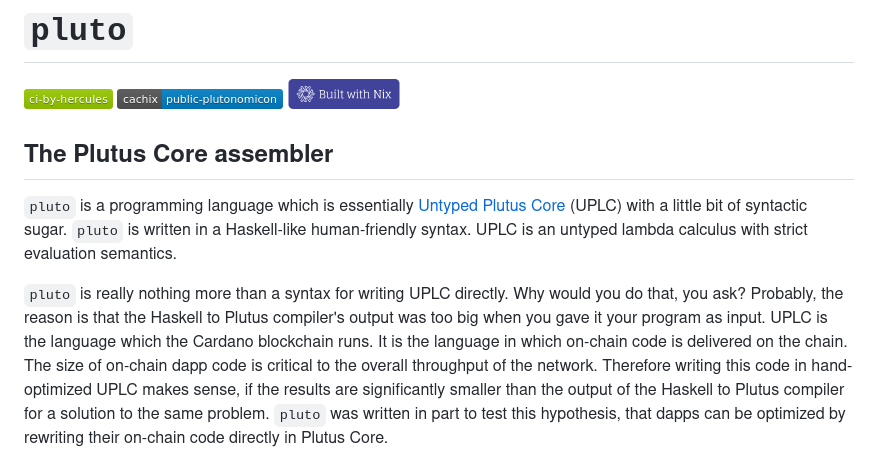 pluto
ci-by-hercules cachix public-plutonomicon Built with Nix
The Plutus Core assembler
pluto is a programming language which is essentially Untyped Plutus Core (UPLC) with a little bit of syntactic
sugar. pluto is written in a Haskell-like human-friendly syntax. UPLC is an untyped lambda calculus with strict
evaluation semantics.
pluto is really nothing more than a syntax for writing UPLC directly. Why would you do that, you ask? Probably, the
reason is that the Haskell to Plutus compiler's output was too big when you gave it your program as input. UPLC is
the language which the Cardano blockchain runs. It is the language in which on-chain code is delivered on the chain.
The size of on-chain dapp code is critical to the overall throughput of the network. Therefore writing this code in hand-
optimized UPLC makes sense, if the results are significantly smaller than the output of the Haskell to Plutus compiler
for a solution to the same problem. pluto was written in part to test this hypothesis, that dapps can be optimized by
rewriting their on-chain code directly in Plutus Core.